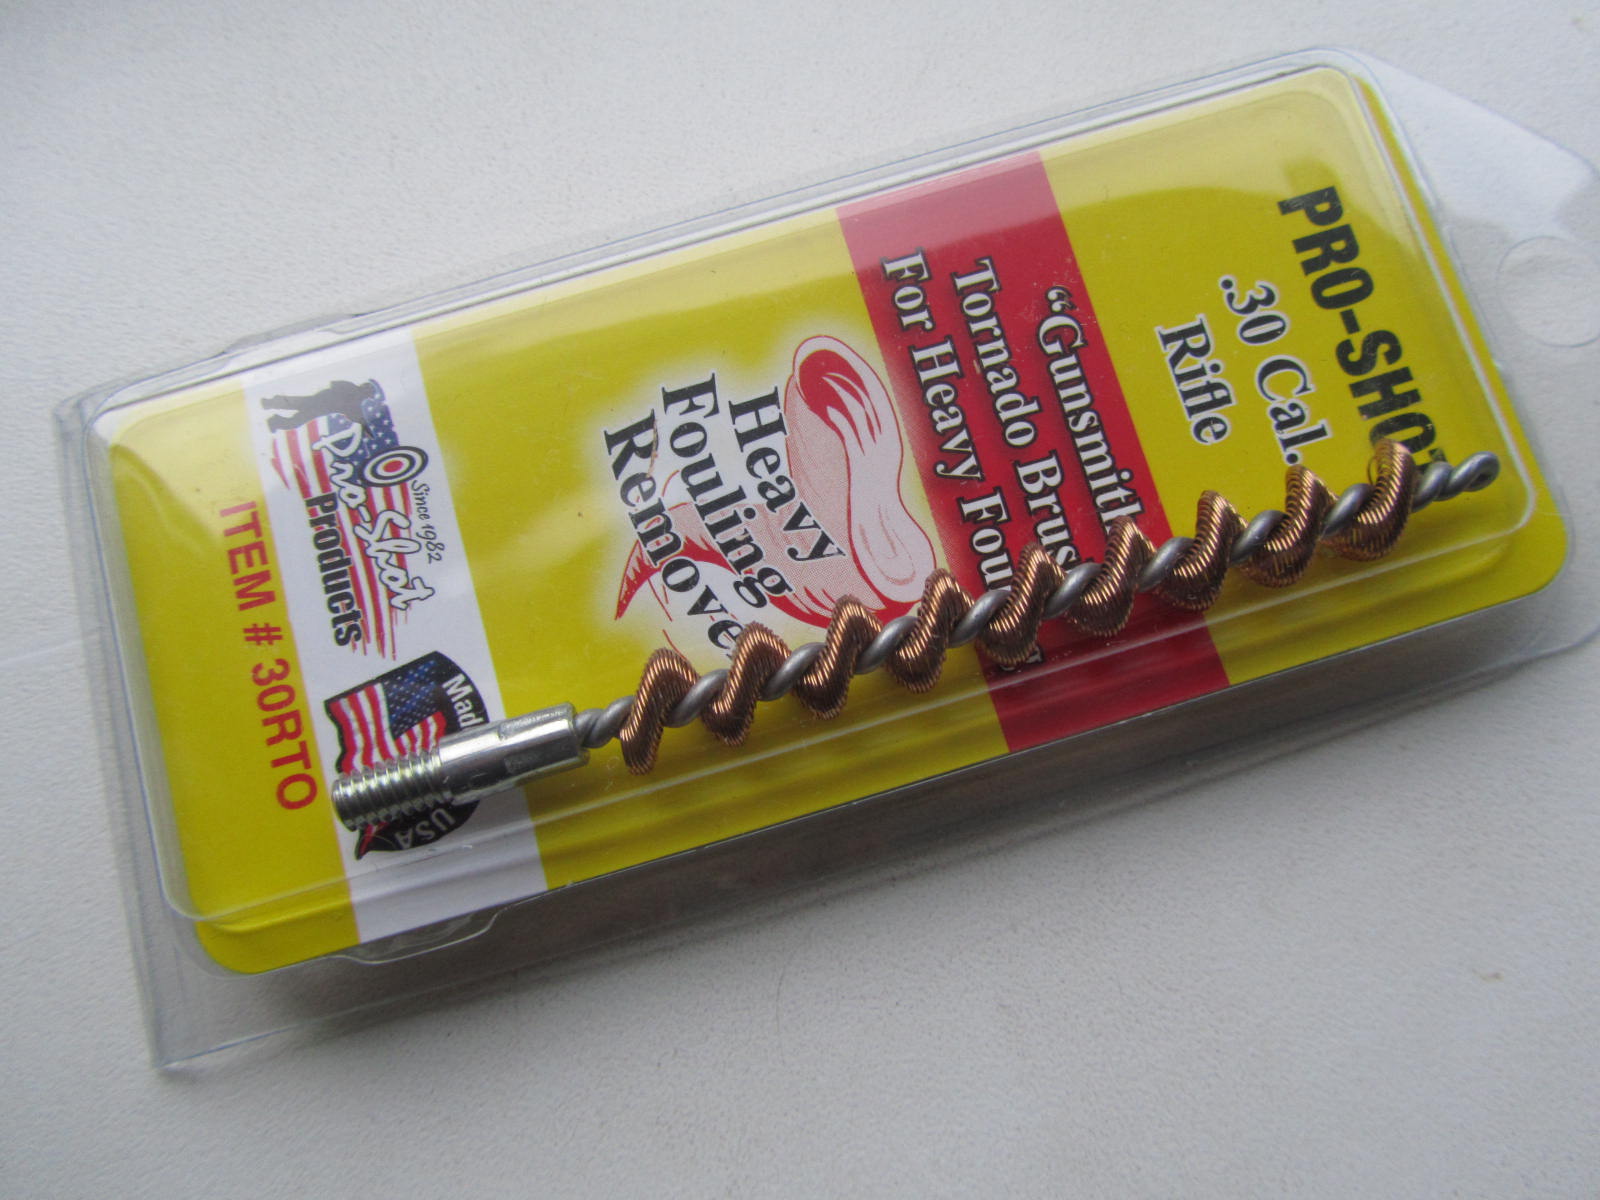 PRO-SHOT
.30 Cal.
Rifle
"Gunsmith
Tornado Brus
For Heavy Fou
Heavy
Fouling
Remove
Since 1982
Pro-Shot
Products
Mad
USA
ITEM # 30RTO